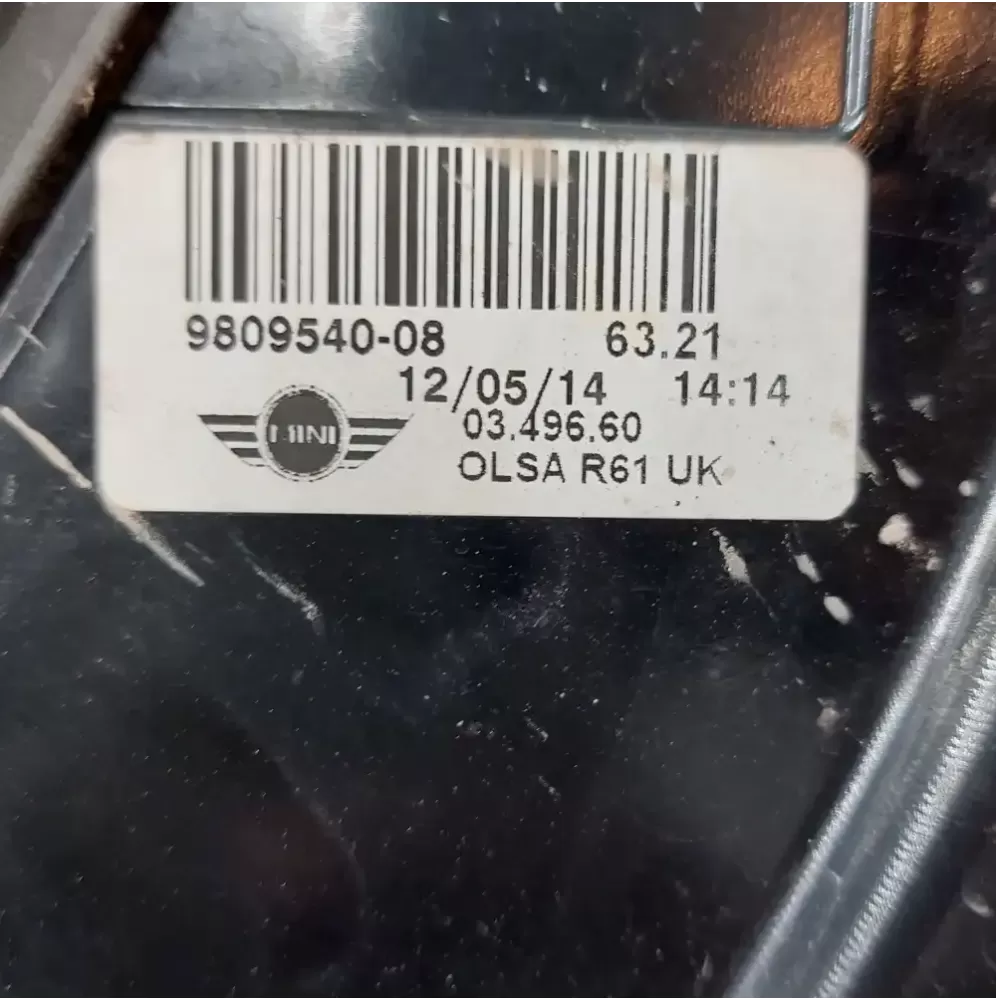 9809540-08 63.21
12/05/14 14:14
03.496.60
MINI
OLSA R61 UK